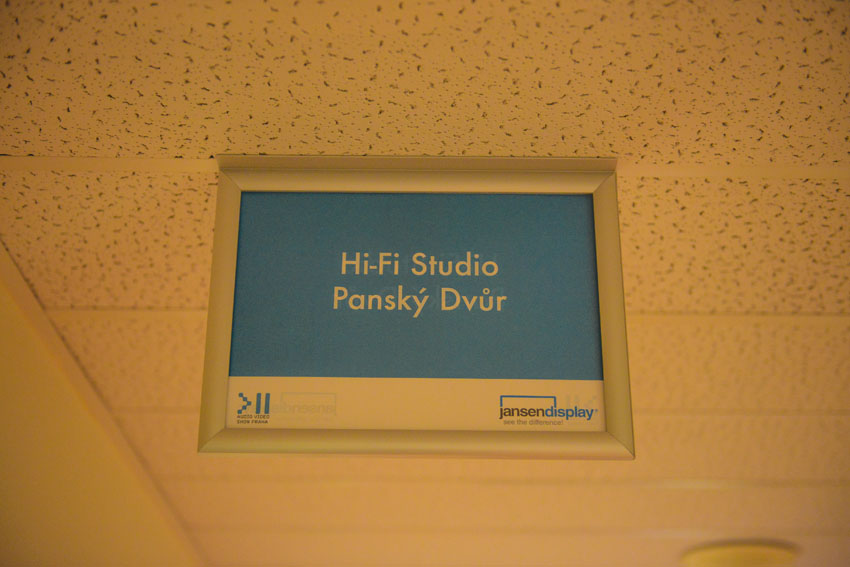 Hi-Fi Studio
Panský Dvůr
AUDIO VIDEO
SHOW PRAHA
jansendisplay
see the difference!